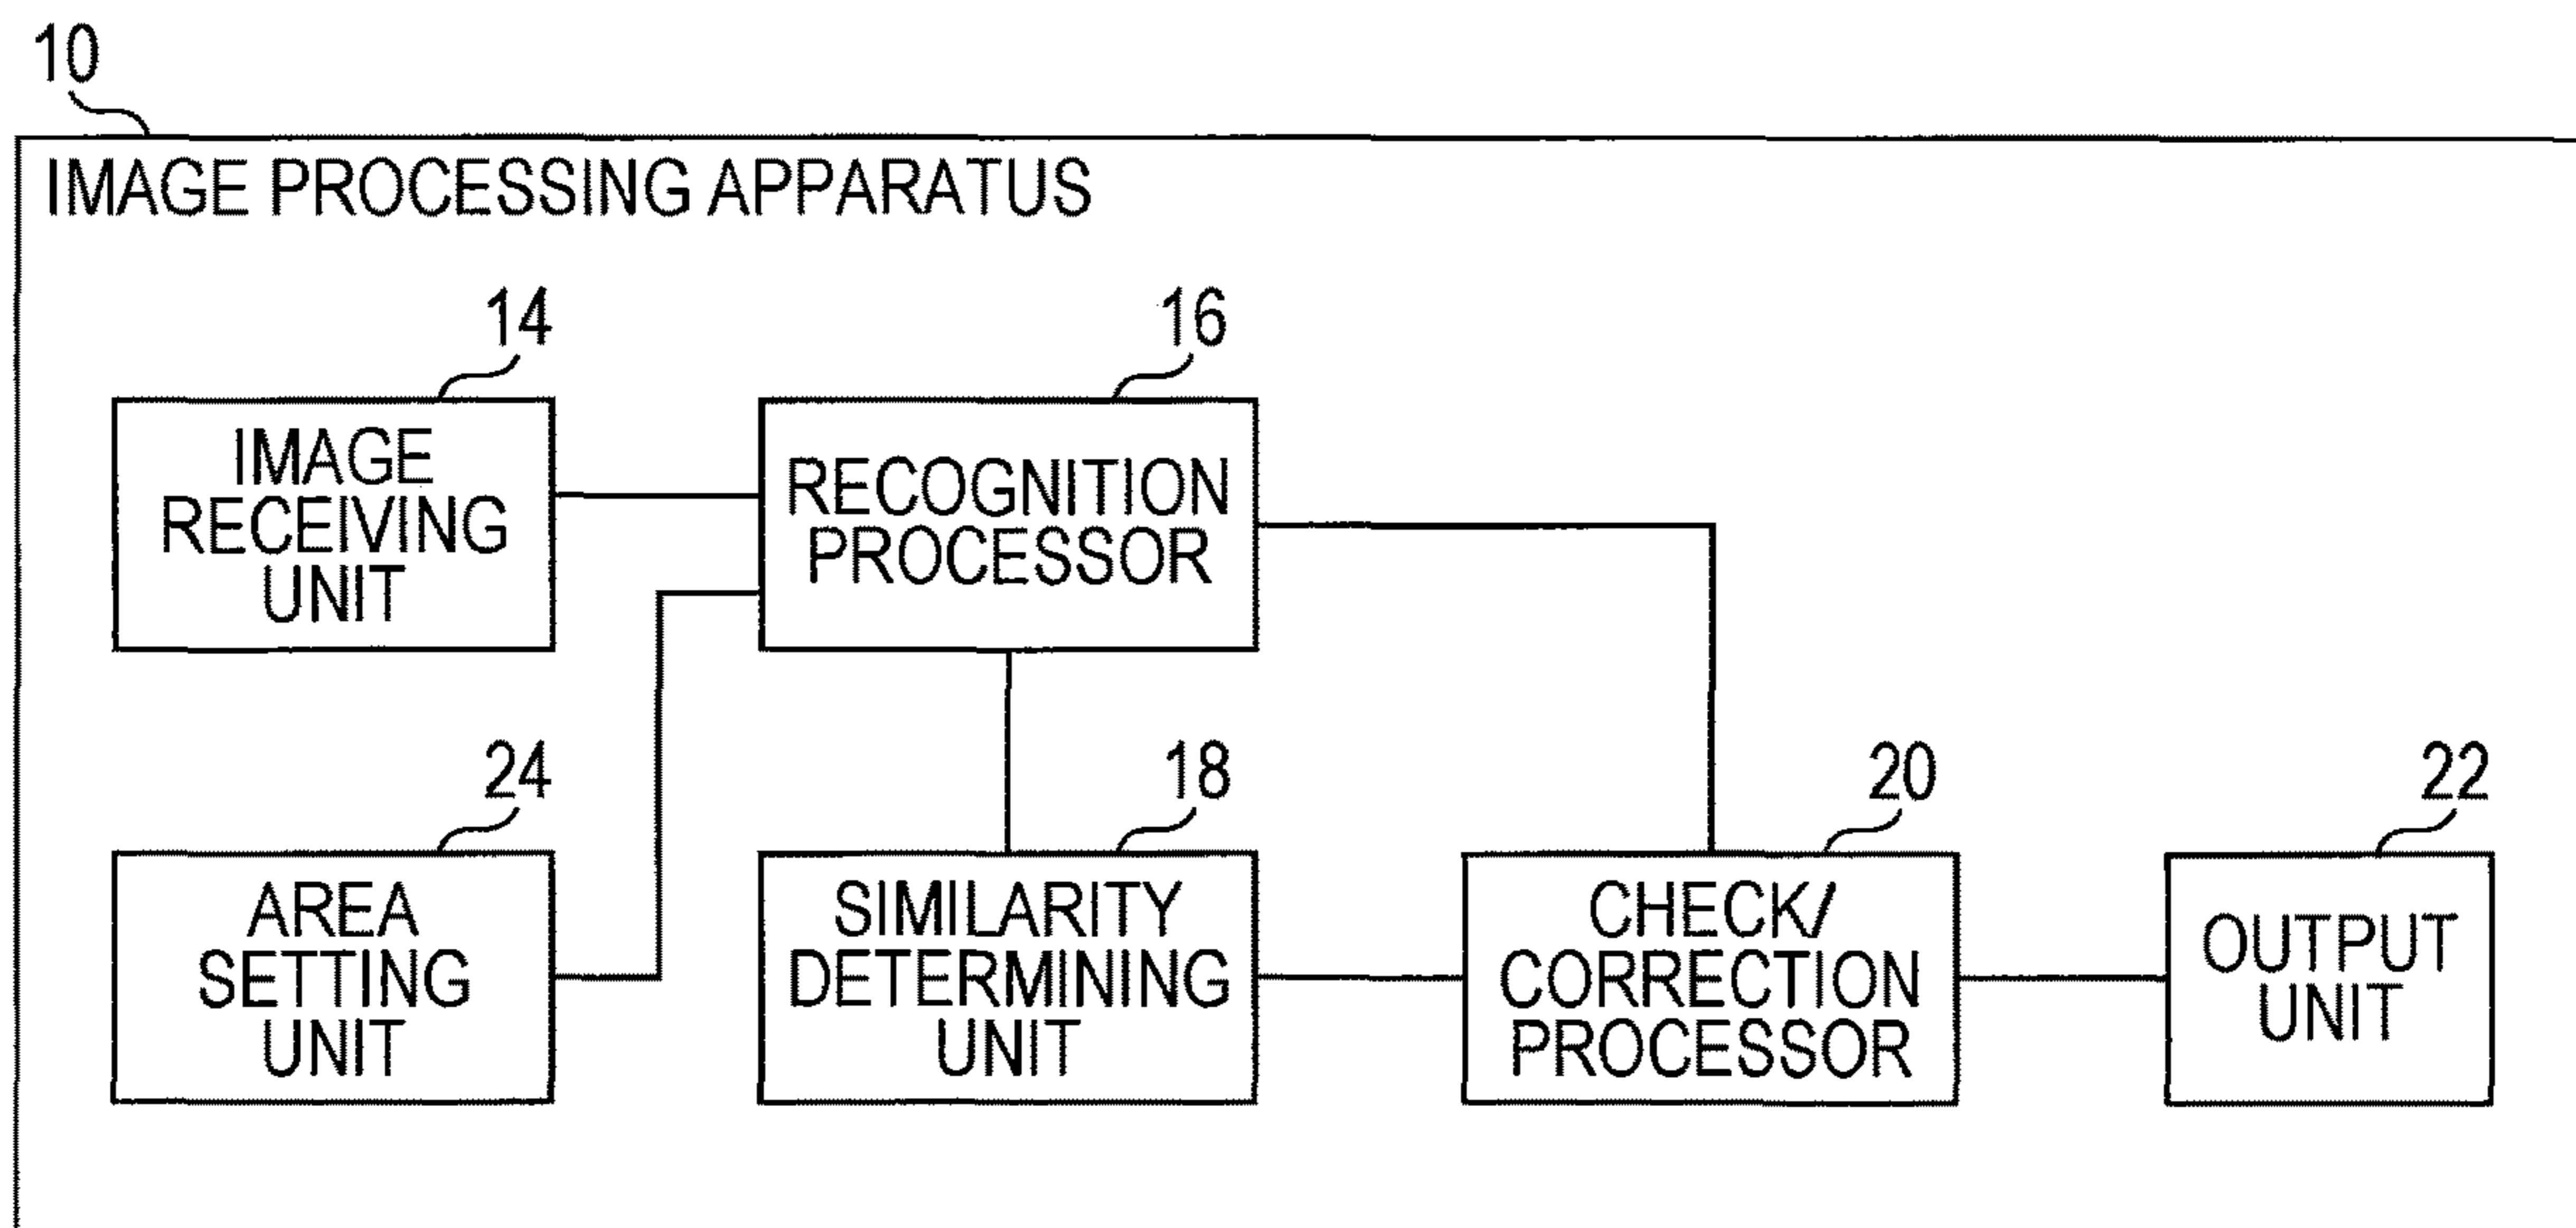 10
IMAGE PROCESSING APPARATUS
14
IMAGE
RECEIVING
UNIT
16
RECOGNITION
PROCESSOR
24
AREA
SETTING
UNIT
18
SIMILARITY
DETERMINING
UNIT
20
CHECK/
CORRECTION
PROCESSOR
22
OUTPUT
UNIT